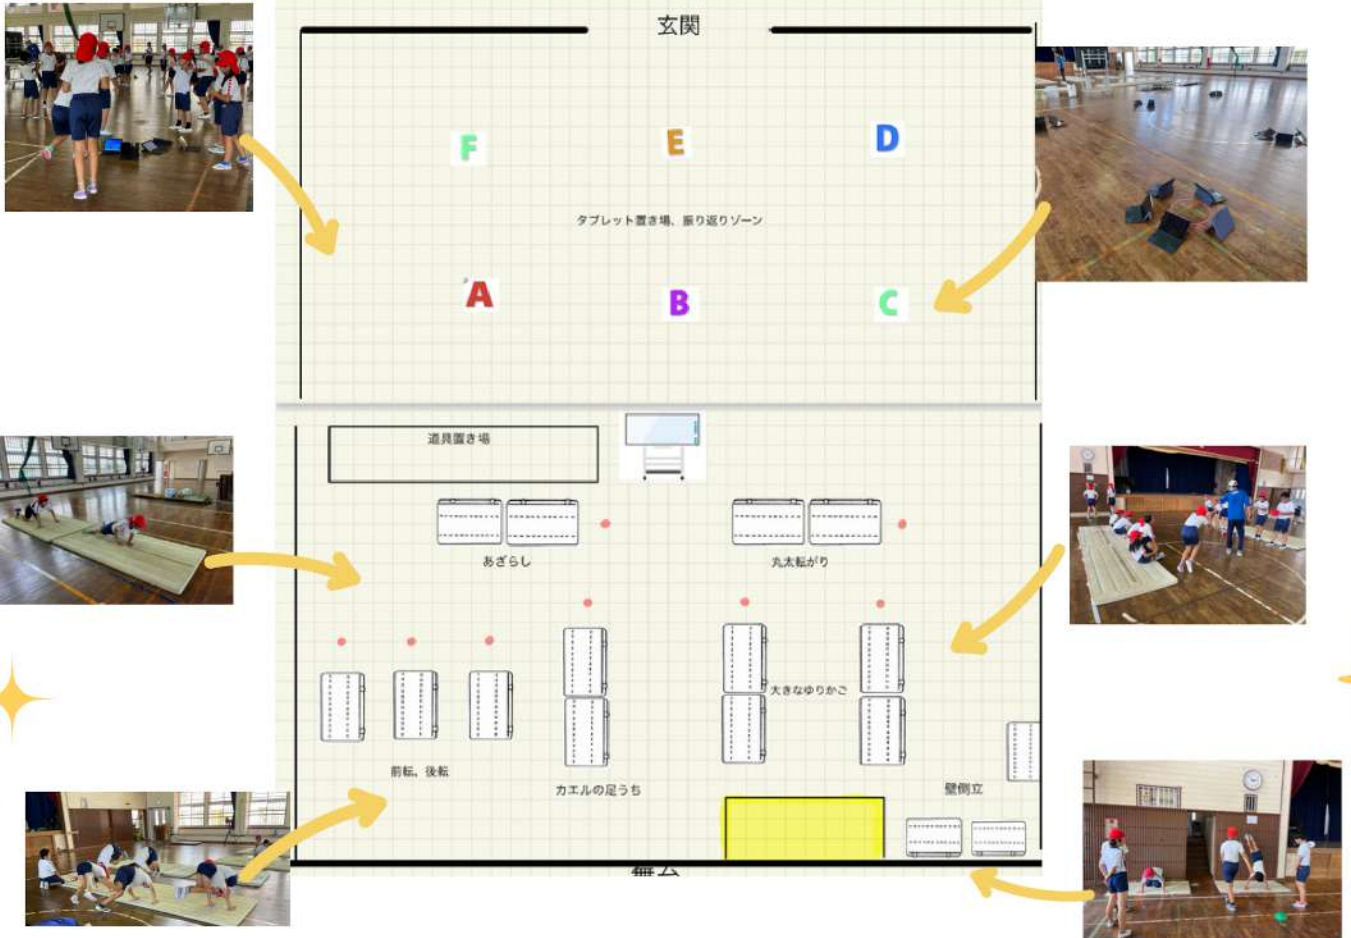 玄関
F
E
D
タブレット置き場、振り返りゾーン
A
B
C
道具置き場
あざらし
丸太転がり
大きなゆりかご
前転、後転
カエルの足うち
壁倒立
舞台